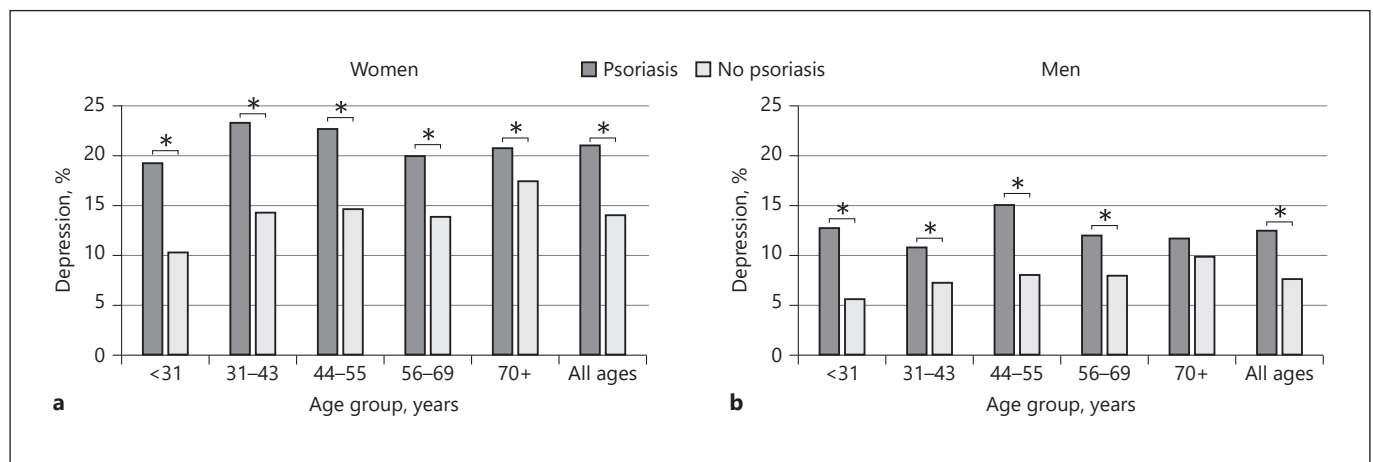 Women
Psoriasis
No psoriasis
Men
Depression, %
25
20
15
10
5
0
*
*
*
*
*
*
<31
31–43
44–55
56–69
70+
All ages
a
Age group, years
Depression, %
25
20
15
10
5
0
*
*
*
*
*
<31
31–43
44–55
56–69
70+
All ages
b
Age group, years